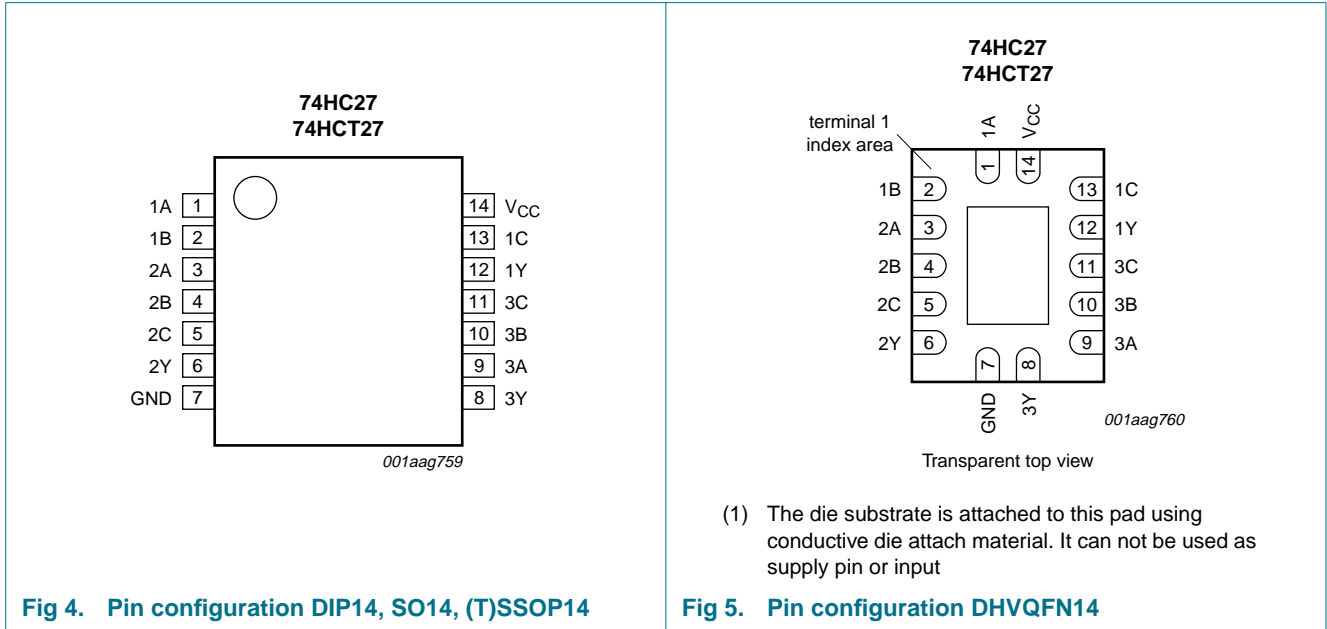 74HC27
74HCT27
1A 1
1B 2
2A 3
2B 4
2C 5
2Y 6
GND 7
14 VCC
13 1C
12 1Y
11 3C
10 3B
9 3A
8 3Y
001aag759
Fig 4. Pin configuration DIP14, SO14, (T)SSOP14
74HC27
74HCT27
terminal 1
index area
1A
VCC
1
14
1B 2
2A 3
2B 4
2C 5
2Y 6
13 1C
12 1Y
11 3C
10 3B
9 3A
7
8
GND
3Y
001aag760
Transparent top view
(1) The die substrate is attached to this pad using
conductive die attach material. It can not be used as
supply pin or input
Fig 5. Pin configuration DHVQFN14